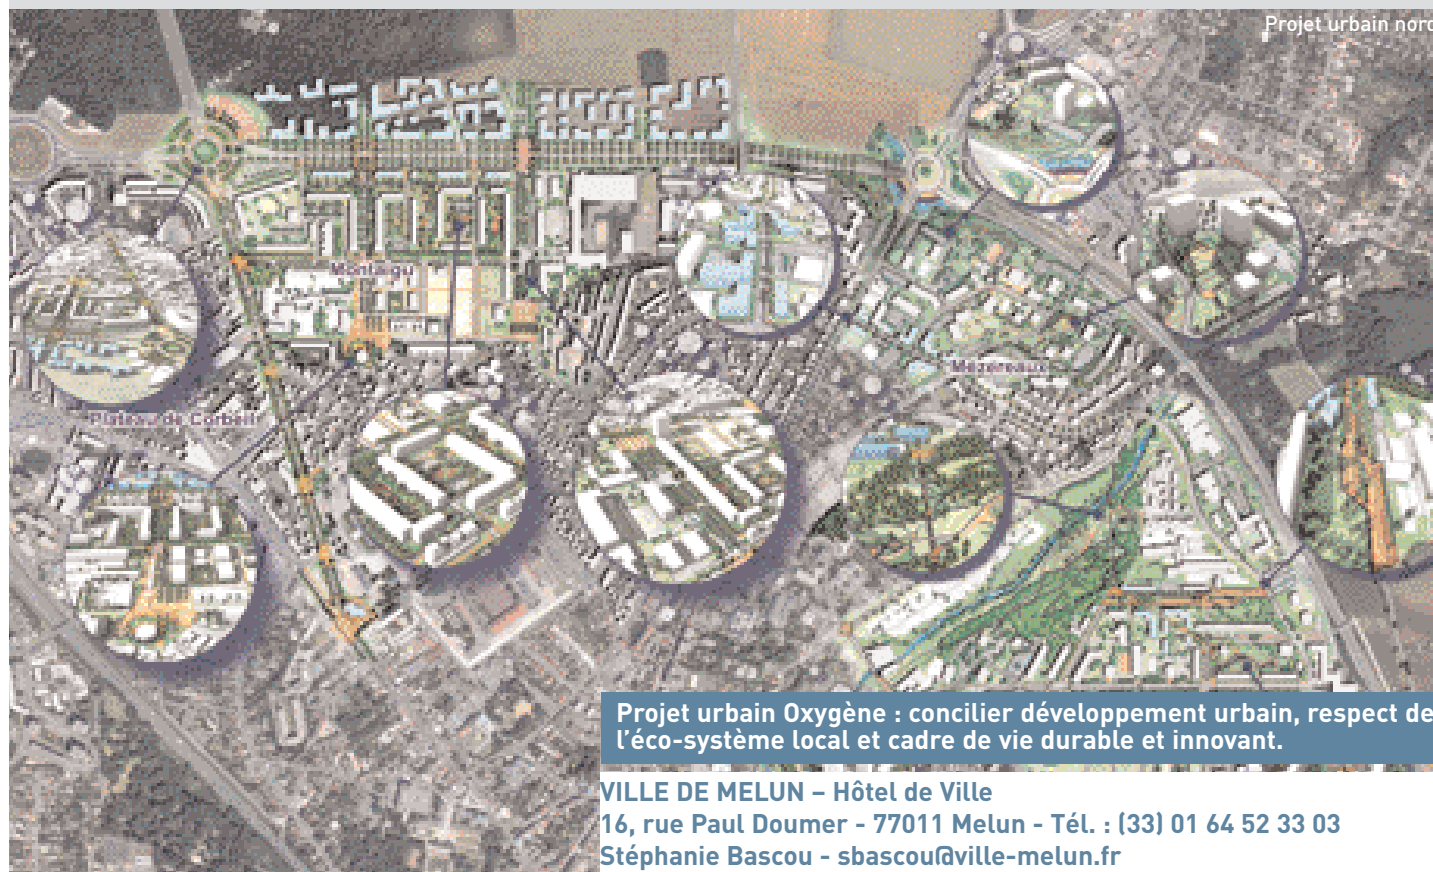 Projet urbain nord
Montaigu
Mézereaux
Plateau de Corbeil
Projet urbain Oxygène : concilier développement urbain, respect de
l’éco-système local et cadre de vie durable et innovant.
VILLE DE MELUN – Hôtel de Ville
16, rue Paul Doumer - 77011 Melun - Tél. : (33) 01 64 52 33 03
Stéphanie Bascou - sbascou@ville-melun.fr